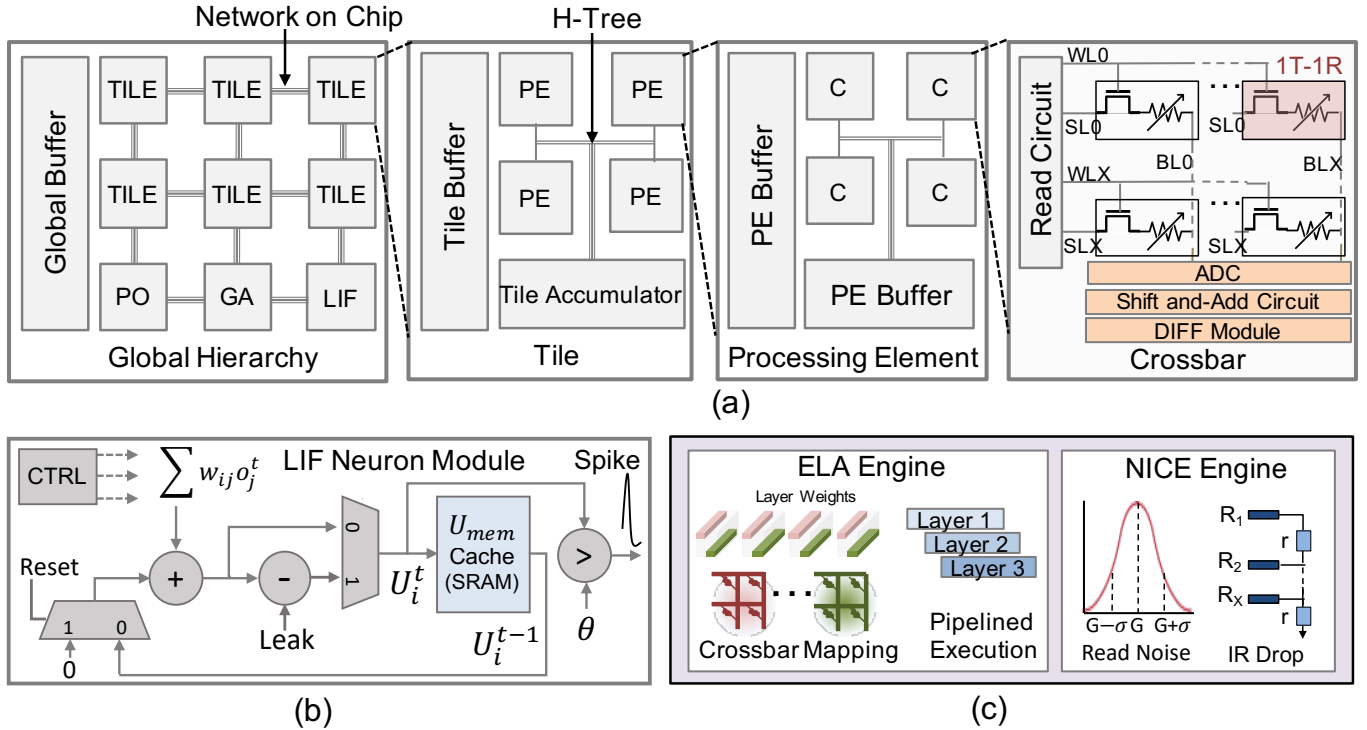 Network on Chip
H-Tree
Global Buffer
TILE TILE TILE
TILE TILE TILE
PO GA LIF
Global Hierarchy
Tile Buffer
PE PE
PE PE
Tile Accumulator
Tile
PE Buffer
C C
C C
PE Buffer
Processing Element
Read Circuit
WL0
1T-1R
...
SL0 SL0
BL0 BLX
WLX
...
SLX SLX
ADC
Shift and-Add Circuit
DIFF Module
Crossbar
(a)
CTRL
∑ w_{ij} o_j^t
LIF Neuron Module
Spike
0
1
U_{mem}
Cache
(SRAM)
>
Reset
+
-
U_i^t
1 0
Leak
U_i^{t-1}
θ
0
(b)
ELA Engine
Layer Weights
Layer 1
Layer 2
Layer 3
...
Crossbar Mapping
Pipelined
Execution
NICE Engine
G−σ G G+σ
Read Noise
R_1
r
R_2
R_X
r
IR Drop
(c)